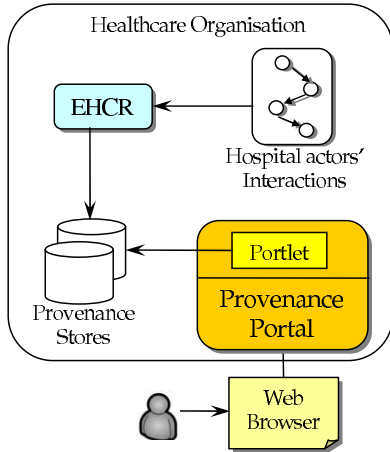 Healthcare Organisation
EHCR
Hospital actors'
Interactions
Portlet
Provenance
Stores
Provenance
Portal
Web
Browser